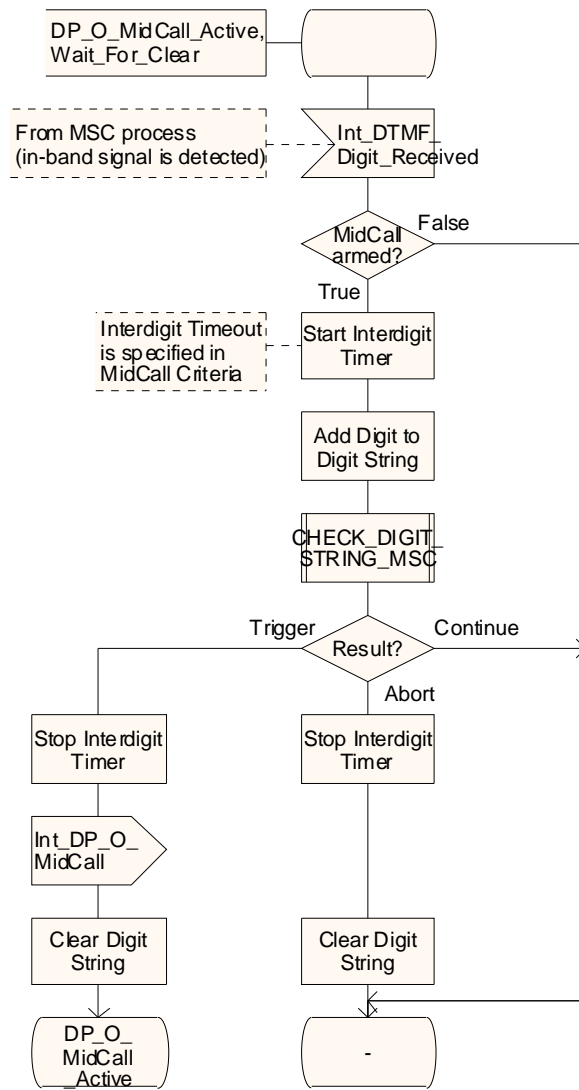 DP_O_MidCall_Active,
Wait_For_Clear
From MSC process
(in-band signal is detected)
Int_DTMF_
Digit_Received
MidCall
armed?
False
True
Interdigit Timeout
is specified in
MidCall Criteria
Start Interdigit
Timer
Add Digit to
Digit String
CHECK_DIGIT_
STRING_MSC
Trigger
Result?
Continue
Abort
Stop Interdigit
Timer
Stop Interdigit
Timer
Int_DP_O_
MidCall
Clear Digit
String
Clear Digit
String
DP_O_
MidCall
_Active
-